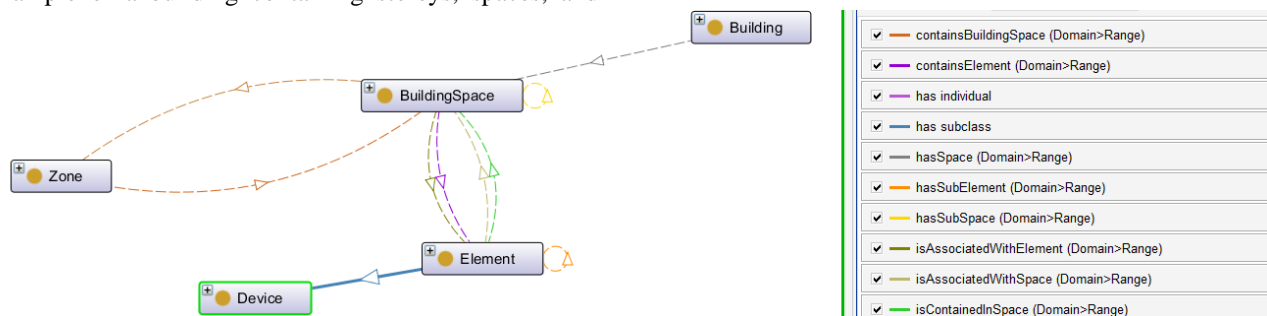 Building
BuildingSpace
Zone
Element
Device
containsBuildingSpace (Domain>Range)
containsElement (Domain>Range)
has individual
has subclass
hasSpace (Domain>Range)
hasSubElement (Domain>Range)
hasSubSpace (Domain>Range)
isAssociatedWithElement (Domain>Range)
isAssociatedWithSpace (Domain>Range)
isContainedInSpace (Domain>Range)